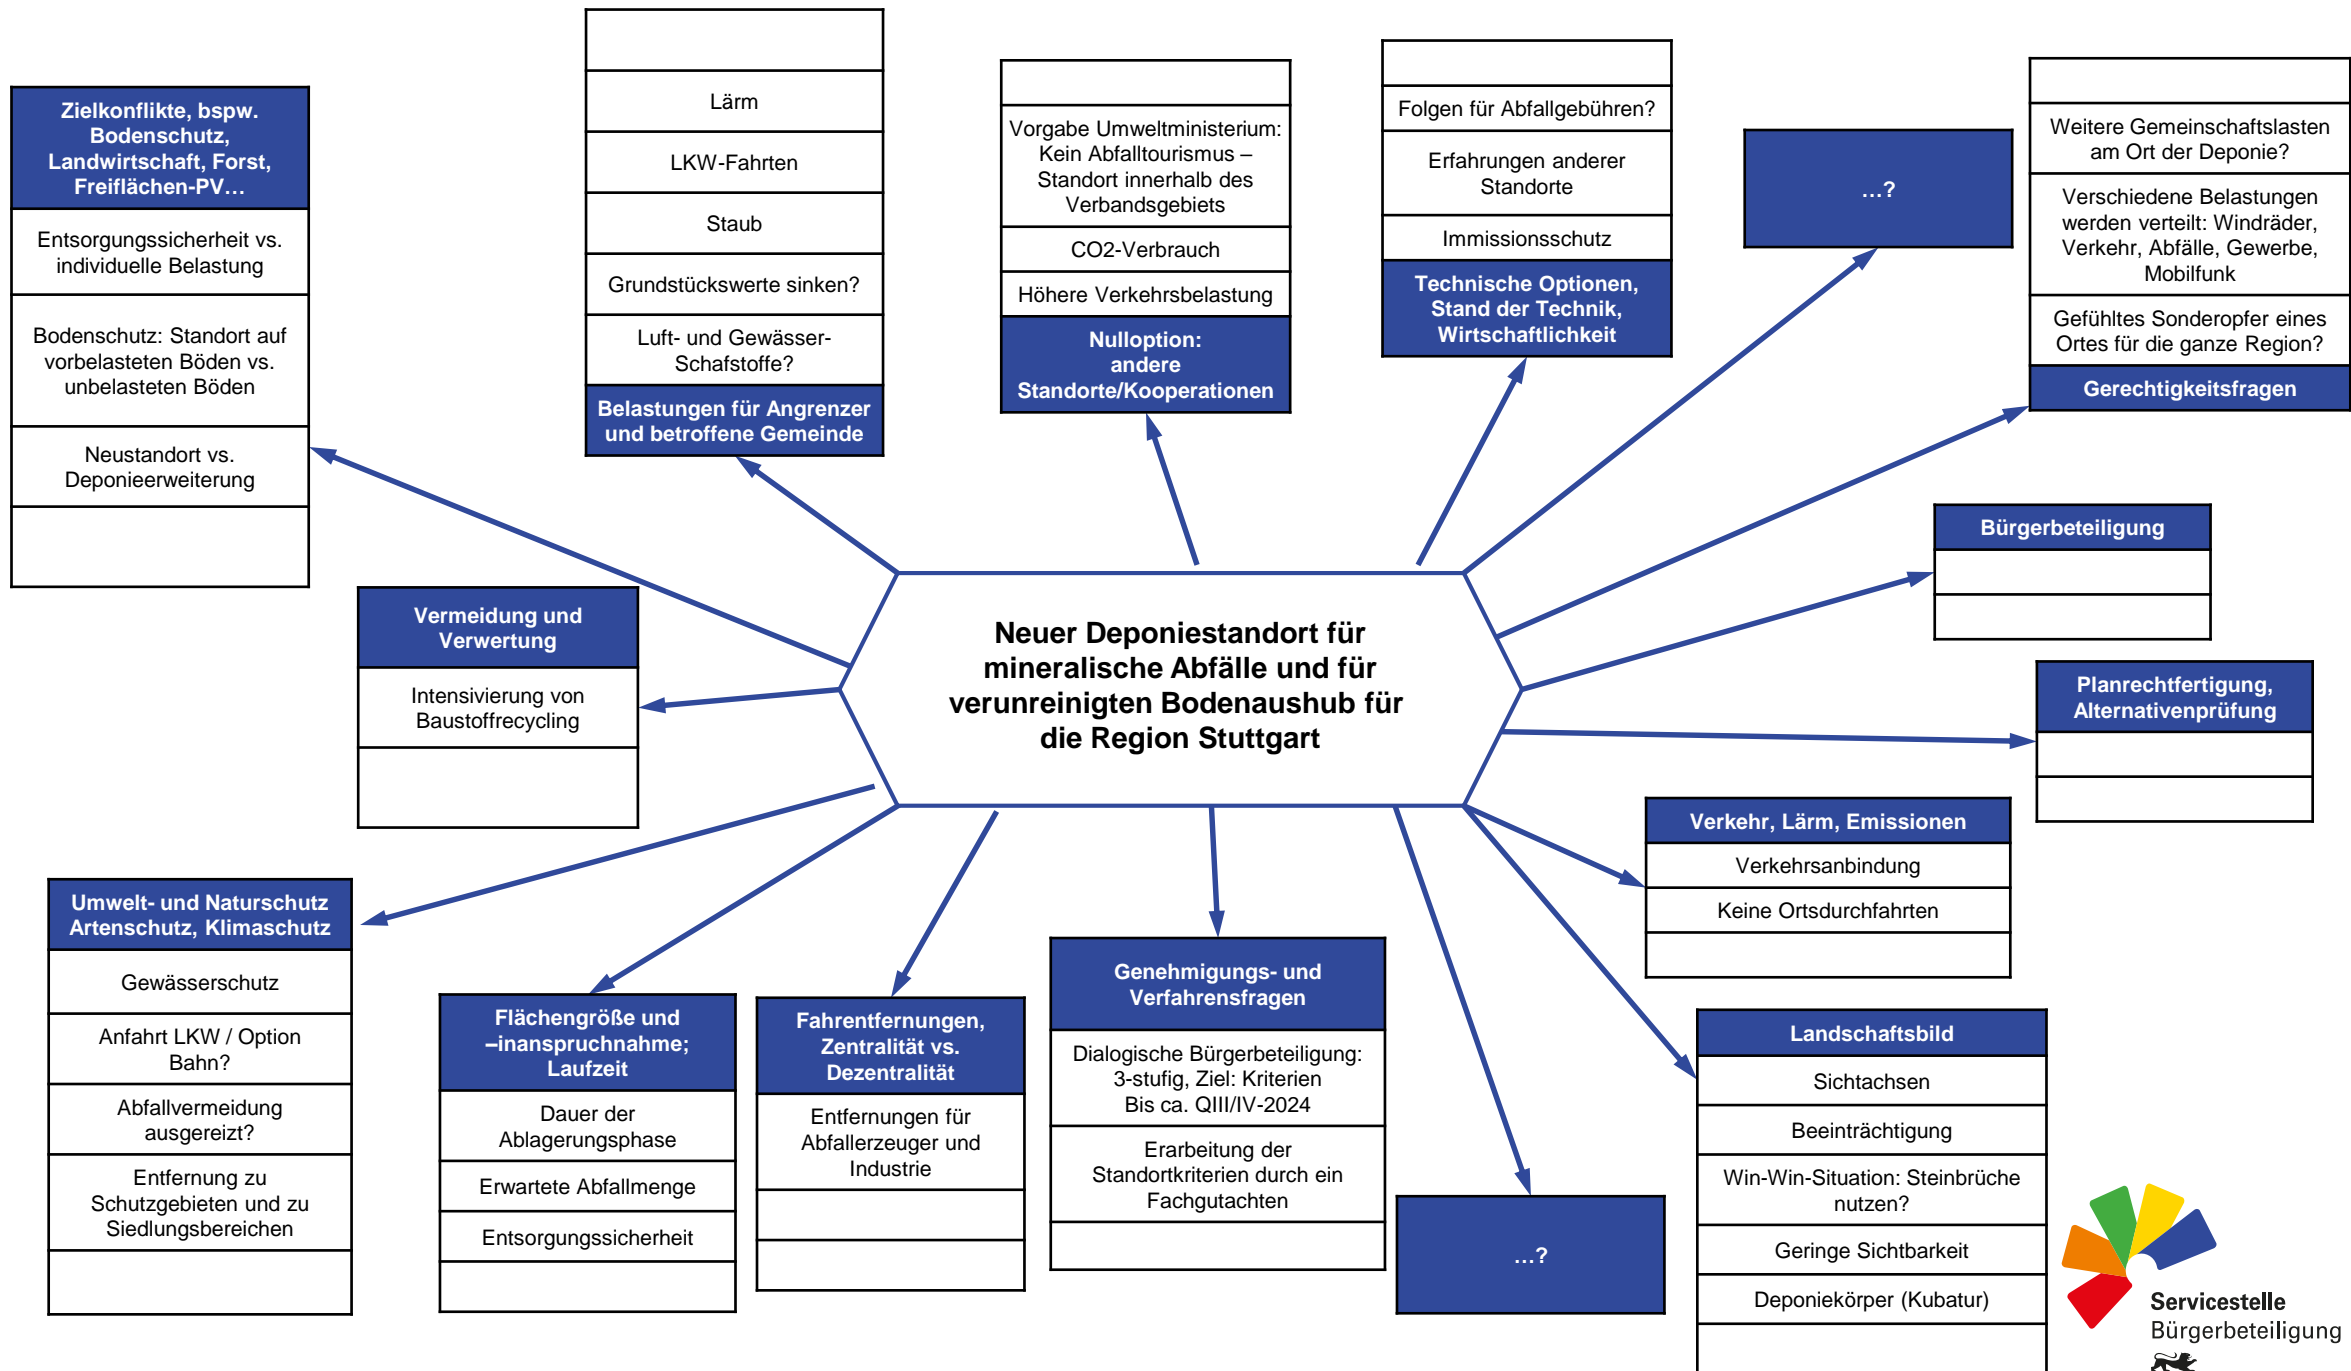 Zielkonflikte, bspw.
Bodenschutz,
Landwirtschaft, Forst,
Freiflächen-PV…
Entsorgungssicherheit vs.
individuelle Belastung
Bodenschutz: Standort auf
vorbelasteten Böden vs.
unbelasteten Böden
Neustandort vs.
Deponieerweiterung
Lärm
LKW-Fahrten
Staub
Grundstückswerte sinken?
Luft- und Gewässer-
Schafstoffe?
Belastungen für Angrenzer
und betroffene Gemeinde
Vorgabe Umweltministerium:
Kein Abfalltourismus –
Standort innerhalb des
Verbandsgebiets
CO2-Verbrauch
Höhere Verkehrsbelastung
Nulloption:
andere
Standorte/Kooperationen
Folgen für Abfallgebühren?
Erfahrungen anderer
Standorte
Immissionsschutz
Technische Optionen,
Stand der Technik,
Wirtschaftlichkeit
…?
Weitere Gemeinschaftslasten
am Ort der Deponie?
Verschiedene Belastungen
werden verteilt: Windräder,
Verkehr, Abfälle, Gewerbe,
Mobilfunk
Gefühltes Sonderopfer eines
Ortes für die ganze Region?
Gerechtigkeitsfragen
Bürgerbeteiligung
Vermeidung und
Verwertung
Intensivierung von
Baustoffrecycling
Neuer Deponiestandort für
mineralische Abfälle und für
verunreinigten Bodenaushub für
die Region Stuttgart
Planrechtfertigung,
Alternativenprüfung
Verkehr, Lärm, Emissionen
Verkehrsanbindung
Keine Ortsdurchfahrten
Umwelt- und Naturschutz
Artenschutz, Klimaschutz
Gewässerschutz
Anfahrt LKW / Option
Bahn?
Abfallvermeidung
ausgereizt?
Entfernung zu
Schutzgebieten und zu
Siedlungsbereichen
Flächengröße und
–inanspruchnahme;
Laufzeit
Dauer der
Ablagerungsphase
Erwartete Abfallmenge
Entsorgungssicherheit
Fahrentfernungen,
Zentralität vs.
Dezentralität
Entfernungen für
Abfallerzeuger und
Industrie
Genehmigungs- und
Verfahrensfragen
Dialogische Bürgerbeteiligung:
3-stufig, Ziel: Kriterien
Bis ca. QIII/IV-2024
Erarbeitung der
Standortkriterien durch ein
Fachgutachten
…?
Landschaftsbild
Sichtachsen
Beeinträchtigung
Win-Win-Situation: Steinbrüche
nutzen?
Geringe Sichtbarkeit
Deponiekörper (Kubatur)
Servicestelle
Bürgerbeteiligung